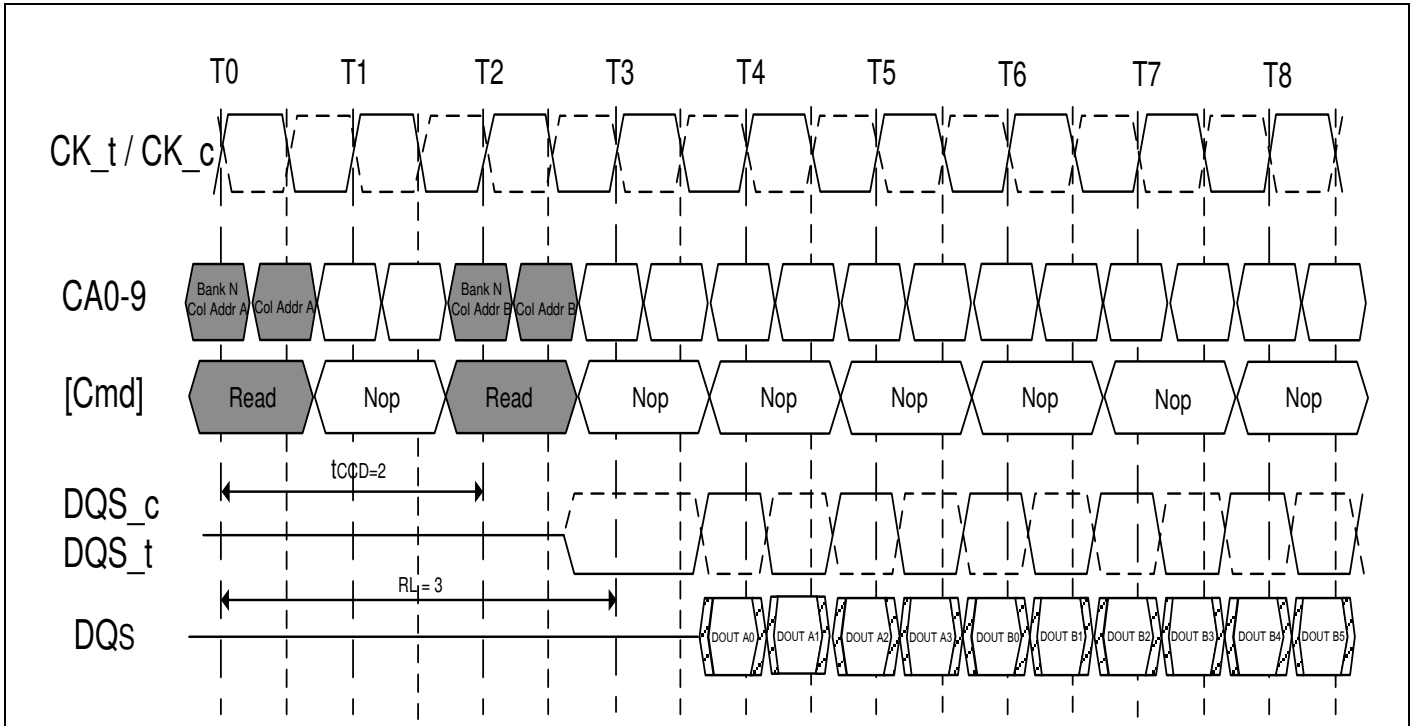 T0 T1 T2 T3 T4 T5 T6 T7 T8
CK_t / CK_c
CA0-9
Bank N
Col Addr A
Col Addr A
Bank N
Col Addr B
Col Addr B
[Cmd]
Read Nop Read Nop Nop Nop Nop Nop Nop
tCCD=2
DQS_c
DQS_t
RL = 3
DQs
DOUT A0 DOUT A1 DOUT A2 DOUT A3 DOUT B0 DOUT B1 DOUT B2 DOUT B3 DOUT B4 DOUT B5